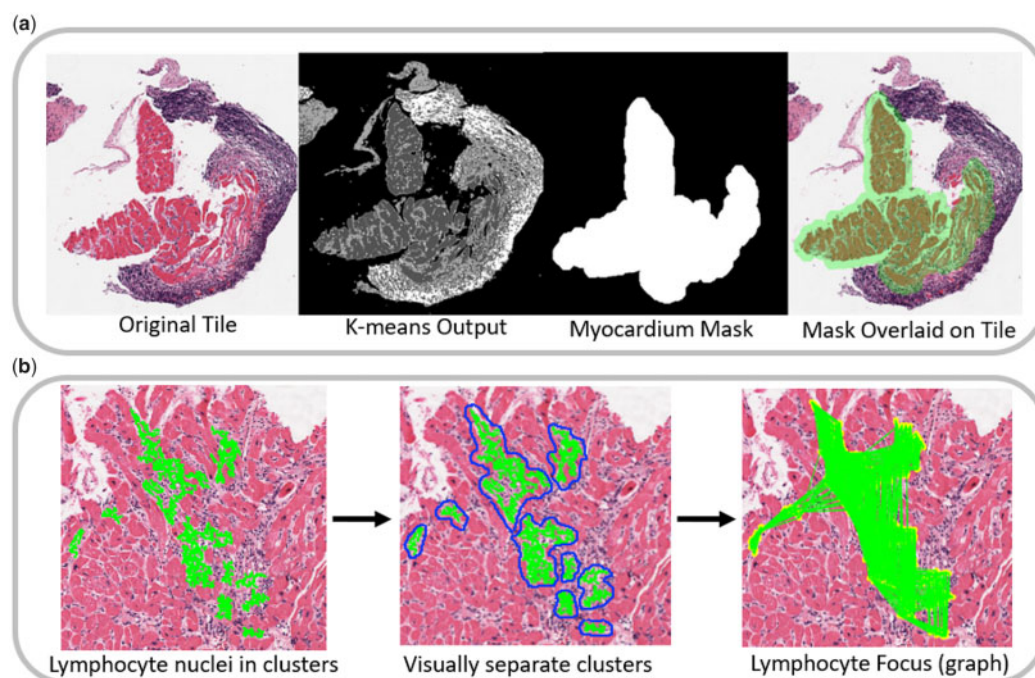 (a)
Original Tile
K-means Output
Myocardium Mask
Mask Overlaid on Tile
(b)
Lymphocyte nuclei in clusters
Visually separate clusters
Lymphocyte Focus (graph)